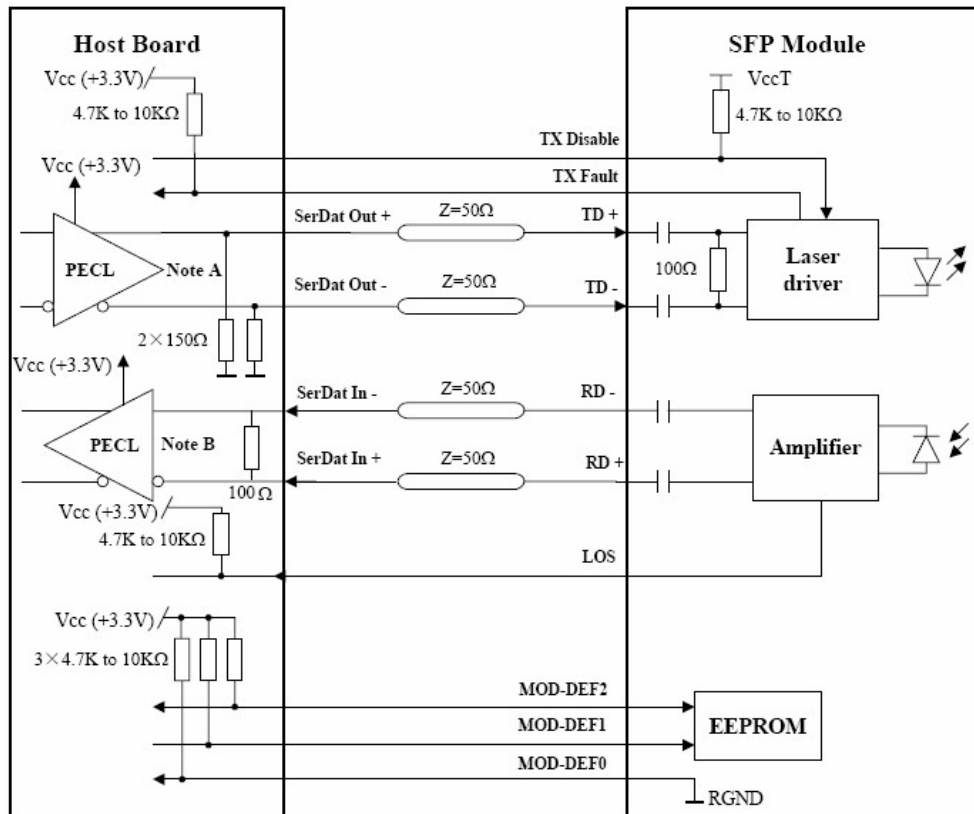 Host Board
SFP Module
Vcc (+3.3V)
4.7K to 10KΩ
VccT
4.7K to 10KΩ
TX Disable
Vcc (+3.3V)
TX Fault
SerDat Out +
Z=50Ω
TD +
PECL
Note A
100Ω
Laser
driver
SerDat Out -
Z=50Ω
TD -
2×150Ω
Vcc (+3.3V)
SerDat In -
Z=50Ω
RD -
PECL
Note B
Amplifier
SerDat In +
Z=50Ω
RD +
100Ω
Vcc (+3.3V)
4.7K to 10KΩ
LOS
Vcc (+3.3V)
3×4.7K to 10KΩ
MOD-DEF2
EEPROM
MOD-DEF1
MOD-DEF0
RGND